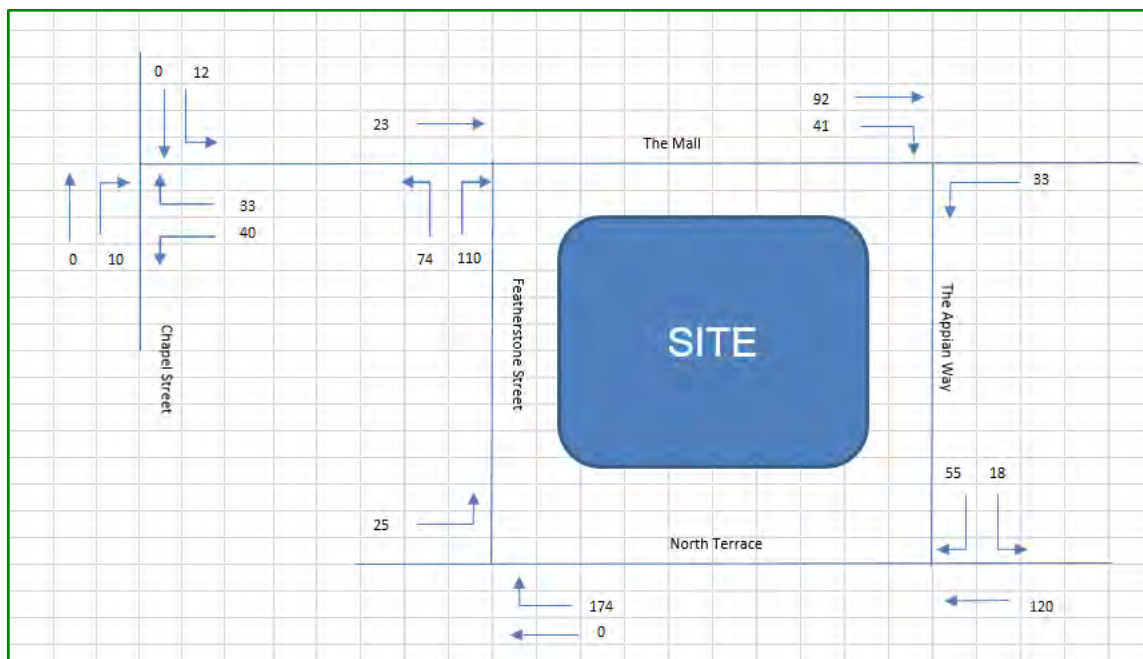 0 12
92
23
41
The Mall
33
33
40
0 10
74 110
Featherstone Street
The Appian Way
SITE
Chapel Street
55 18
25
North Terrace
174
120
0